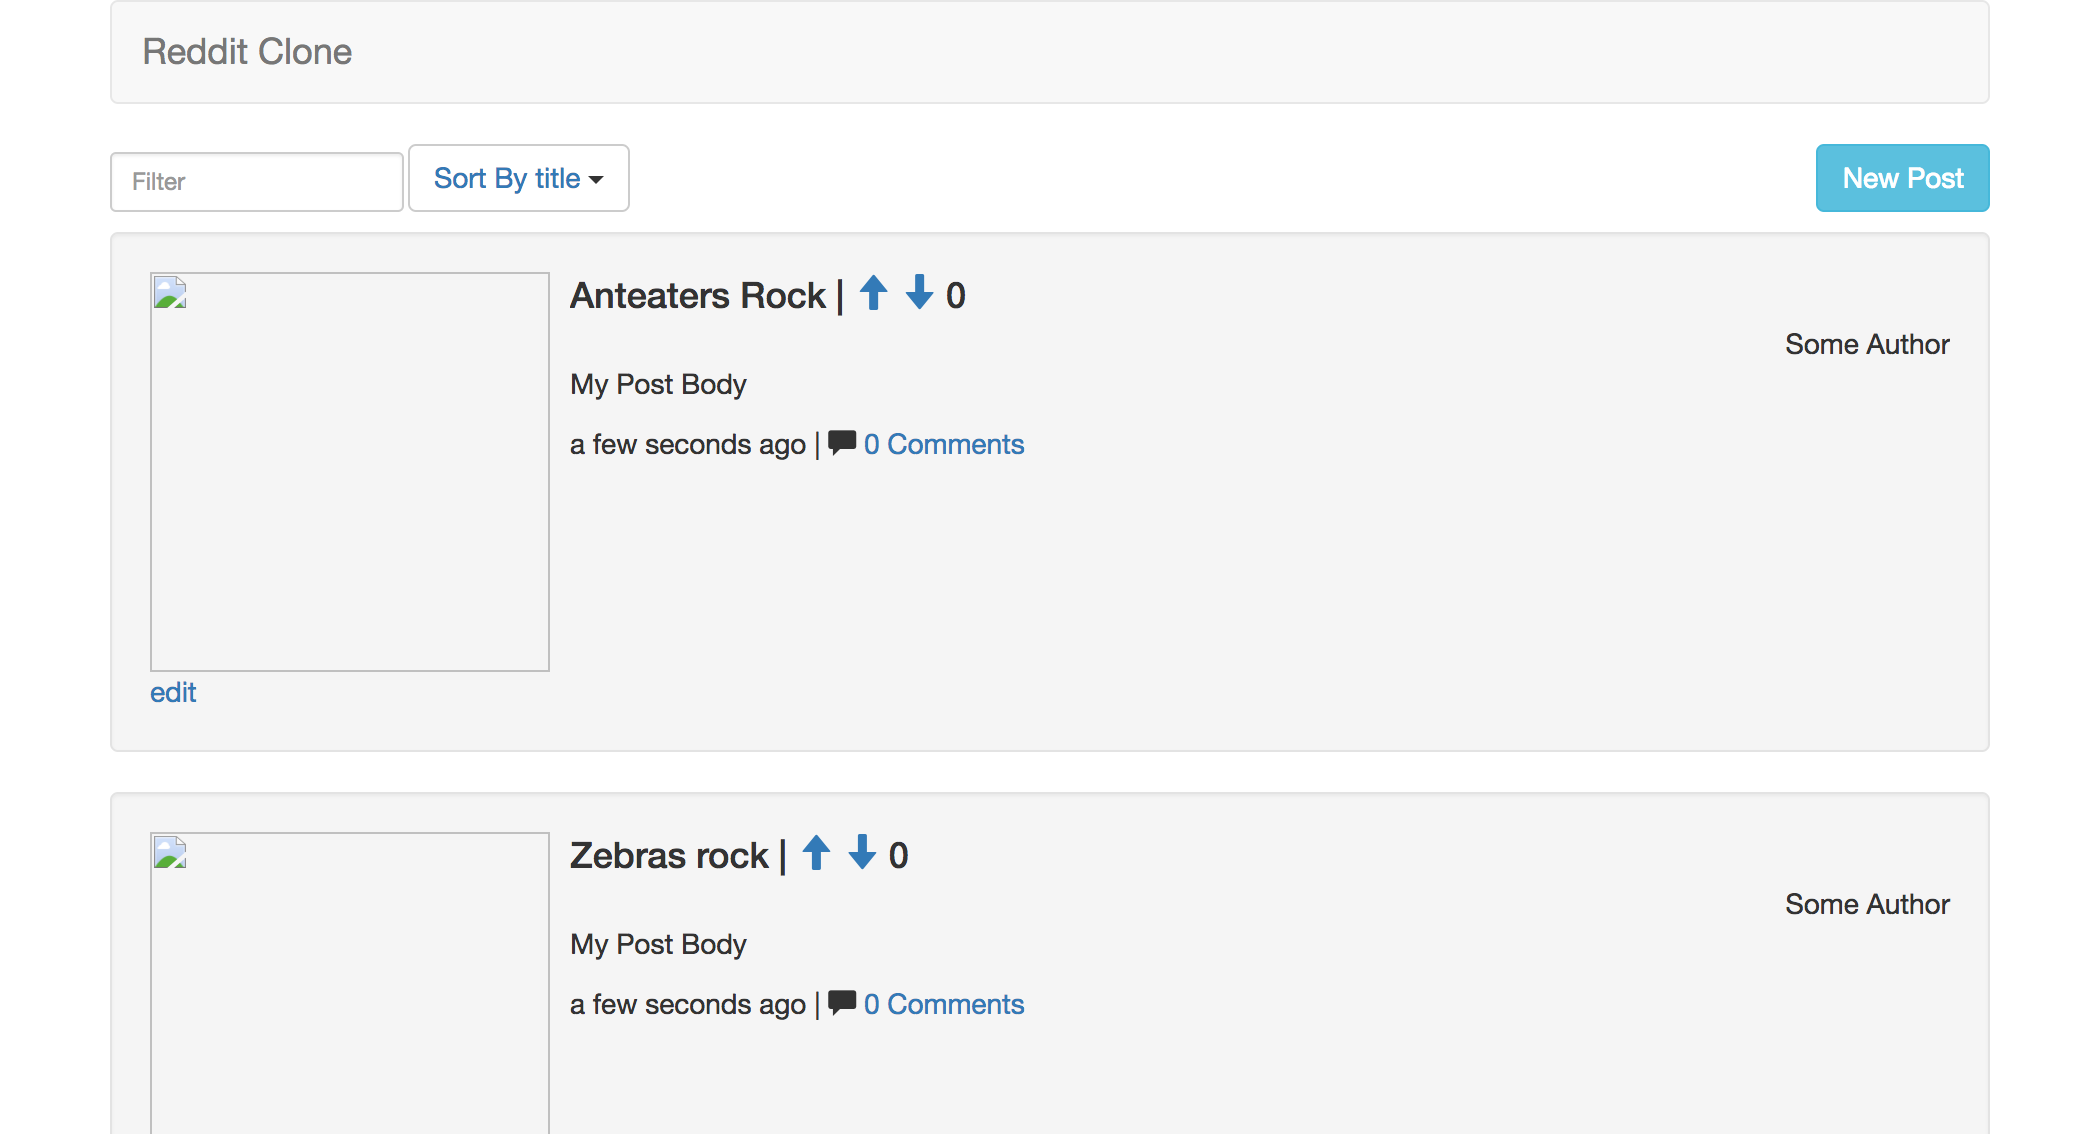 Reddit Clone
Filter
Sort By title
New Post
Anteaters Rock | 0
Some Author
My Post Body
a few seconds ago | 0 Comments
edit
Zebras rock | 0
Some Author
My Post Body
a few seconds ago | 0 Comments